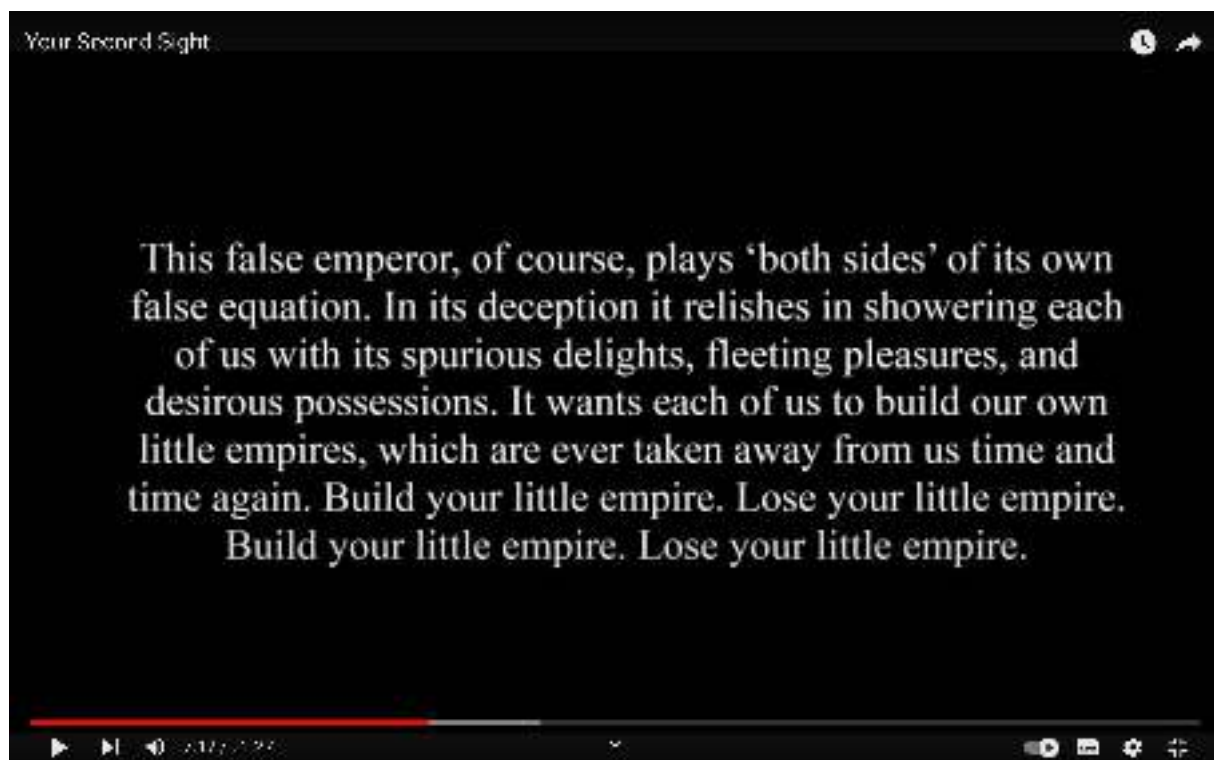 Your Second Sight
This false emperor, of course, plays ‘both sides’ of its own
false equation. In its deception it relishes in showering each
of us with its spurious delights, fleeting pleasures, and
desirous possessions. It wants each of us to build our own
little empires, which are ever taken away from us time and
time again. Build your little empire. Lose your little empire.
Build your little empire. Lose your little empire.